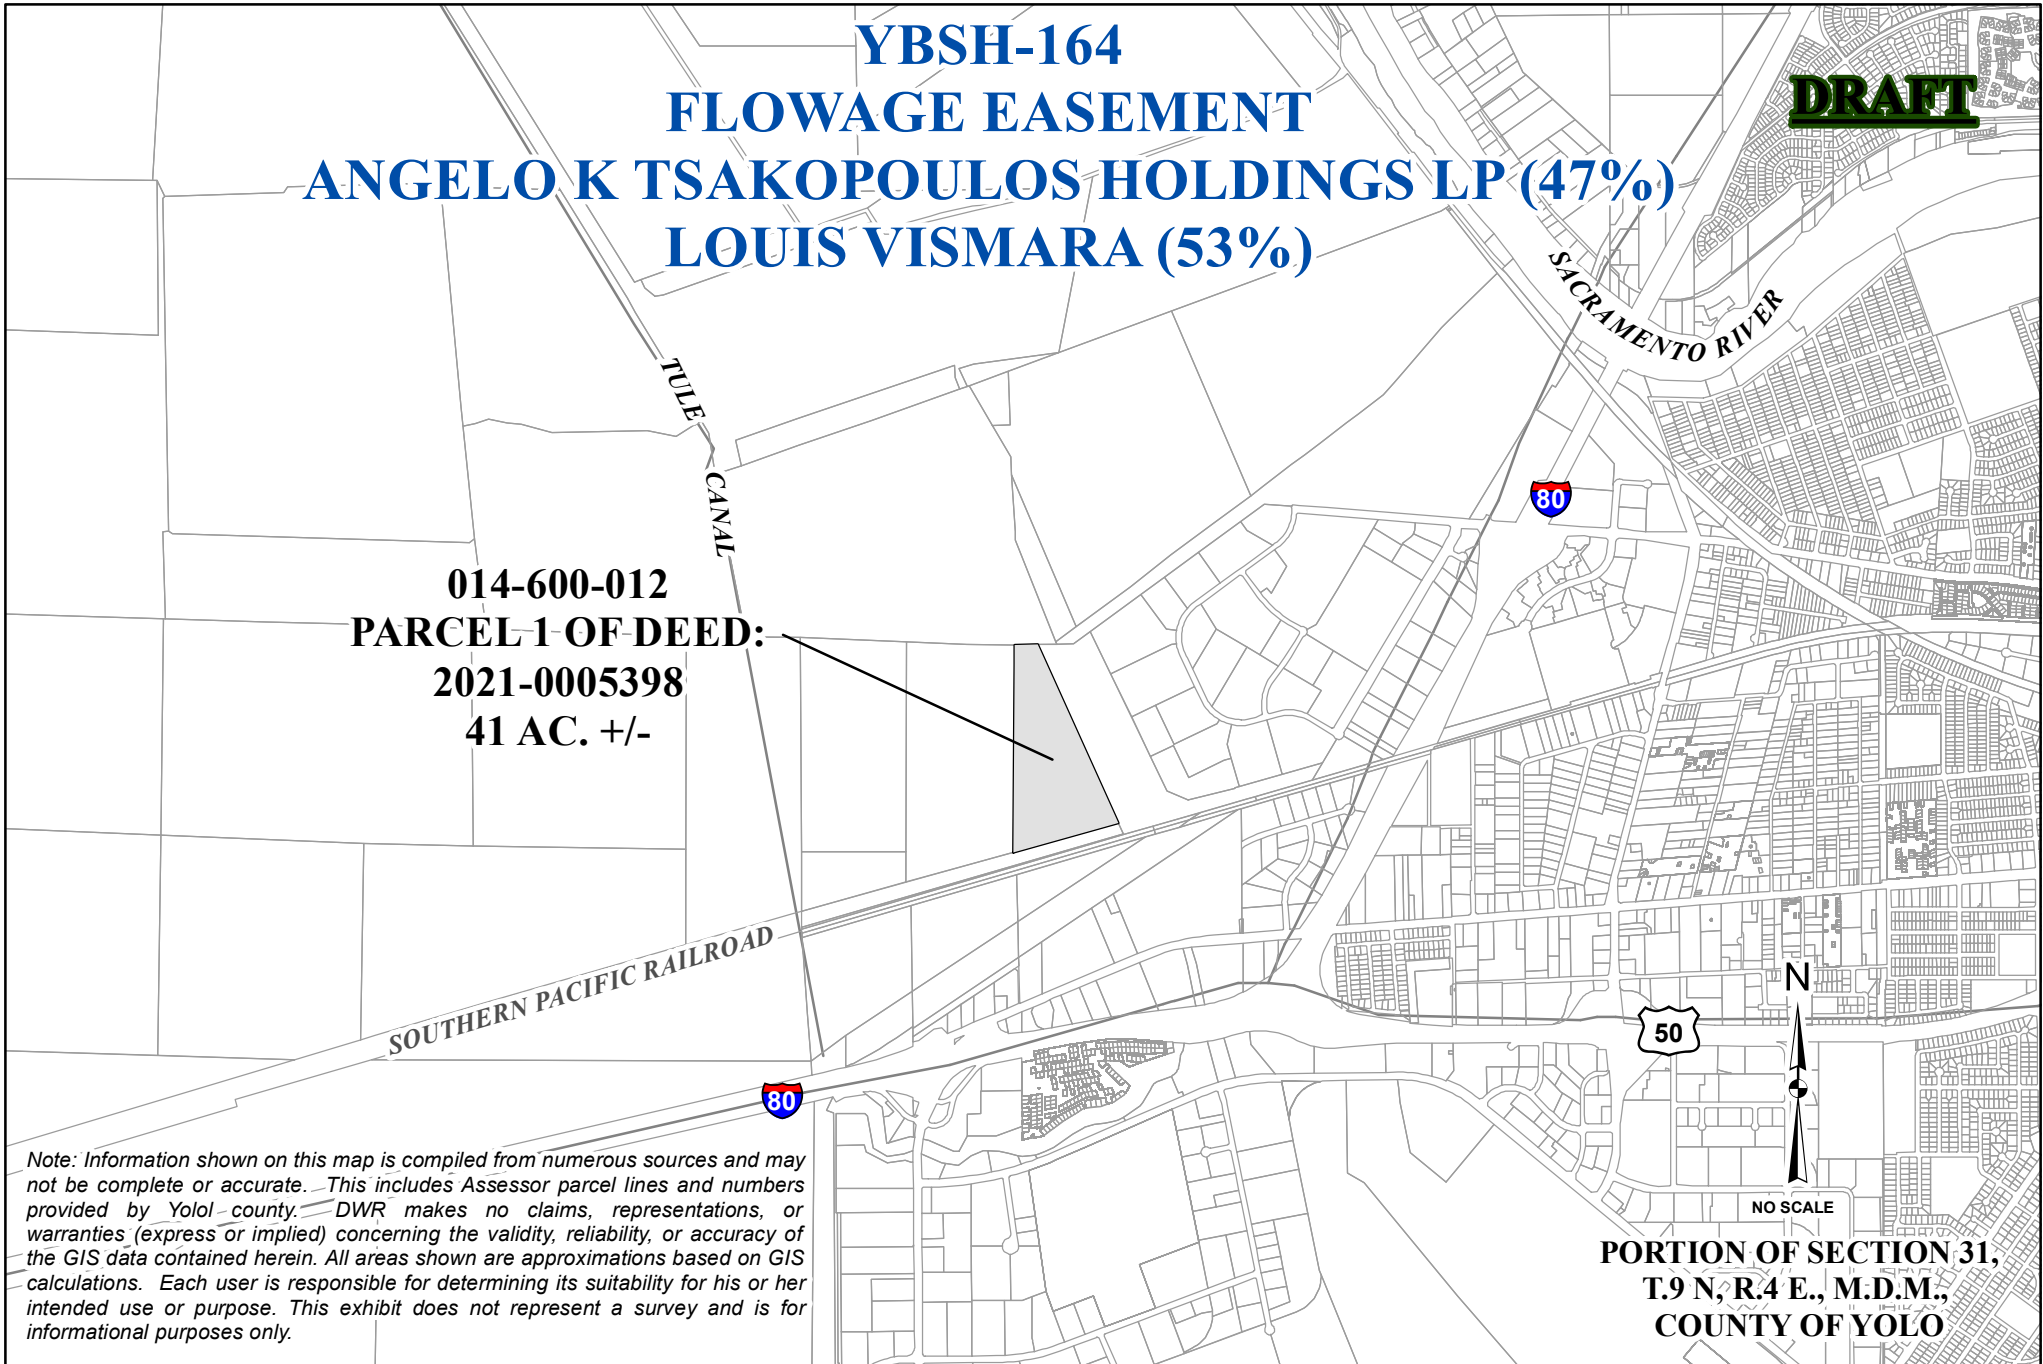 YBSH-164
FLOWAGE EASEMENT
ANGELO K TSAKOPOULOS HOLDINGS LP (47%)
LOUIS VISMARA (53%)
DRAFT
SACRAMENTO RIVER
TULE CANAL
80
014-600-012
PARCEL 1 OF DEED:
2021-0005398
41 AC. +/-
SOUTHERN PACIFIC RAILROAD
80
50
N
NO SCALE
Note: Information shown on this map is compiled from numerous sources and may
not be complete or accurate. This includes Assessor parcel lines and numbers
provided by Yolol county. DWR makes no claims, representations, or
warranties (express or implied) concerning the validity, reliability, or accuracy of
the GIS data contained herein. All areas shown are approximations based on GIS
calculations. Each user is responsible for determining its suitability for his or her
intended use or purpose. This exhibit does not represent a survey and is for
informational purposes only.
PORTION OF SECTION 31,
T.9 N, R.4 E., M.D.M.,
COUNTY OF YOLO